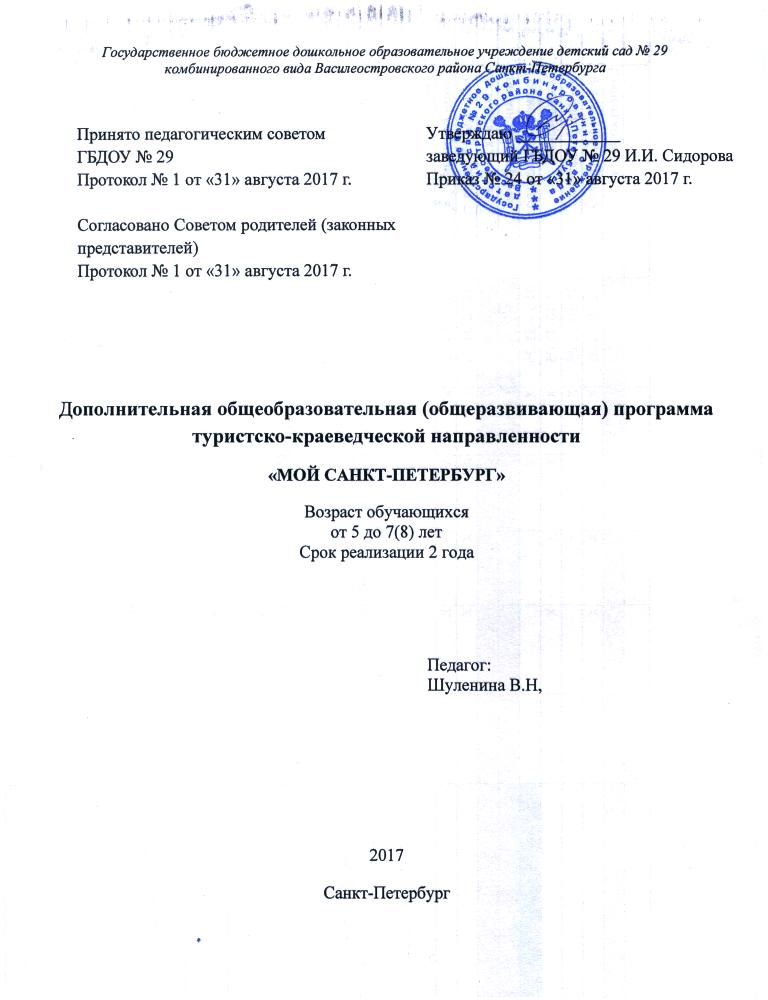 Государственное бюджетное дошкольное образовательное учреждение детский сад № 29
комбинированного вида Василеостровского района Санкт-Петербурга
Принято педагогическим советом
ГБДОУ № 29
Протокол № 1 от «31» августа 2017 г.
Согласовано Советом родителей (законных
представителей)
Протокол № 1 от «31» августа 2017 г.
Утверждаю
заведующий ГБДОУ № 29 И.И. Сидорова
Приказ № 24 от «31» августа 2017 г.
Дополнительная общеобразовательная (общеразвивающая) программа
туристско-краеведческой направленности
«МОЙ САНКТ-ПЕТЕРБУРГ»
Возраст обучающихся
от 5 до 7(8) лет
Срок реализации 2 года
Педагог:
Шуленина В.Н,
2017
Санкт-Петербург